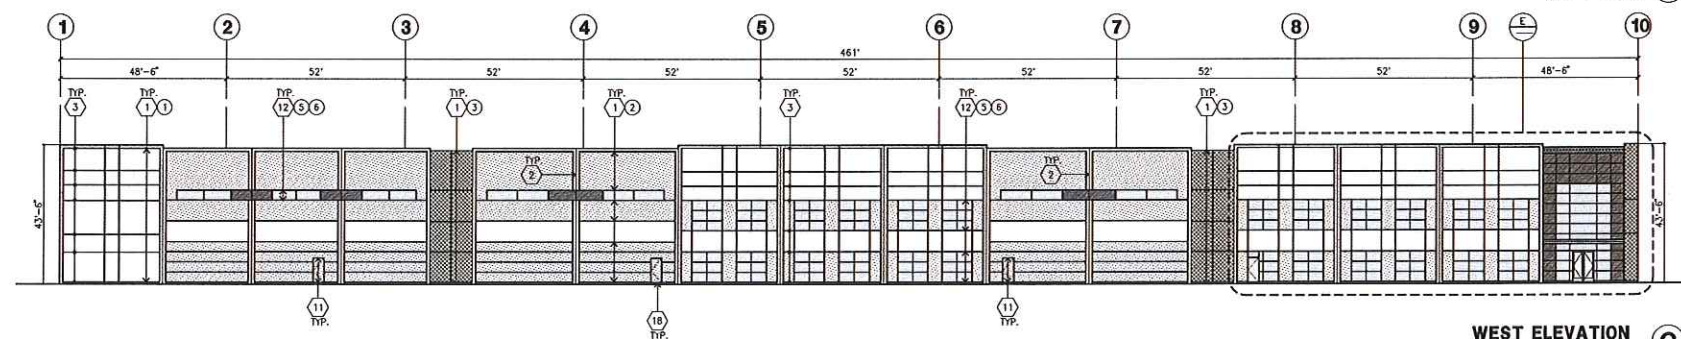 1 2 3 4 5 6 7 8 9 E 10
461'
48'-6" 52' 52' 52' 52' 52' 52' 52' 48'-6"
TYP. TYP. TYP. TYP. TYP. TYP. TYP. TYP.
3 1 1 12 5 6 1 3 1 2 3 12 5 6 1 3
TYP. TYP.
2 2
43'-6" 43'-6"
11 18 11
TYP. TYP. TYP.
WEST ELEVATION C